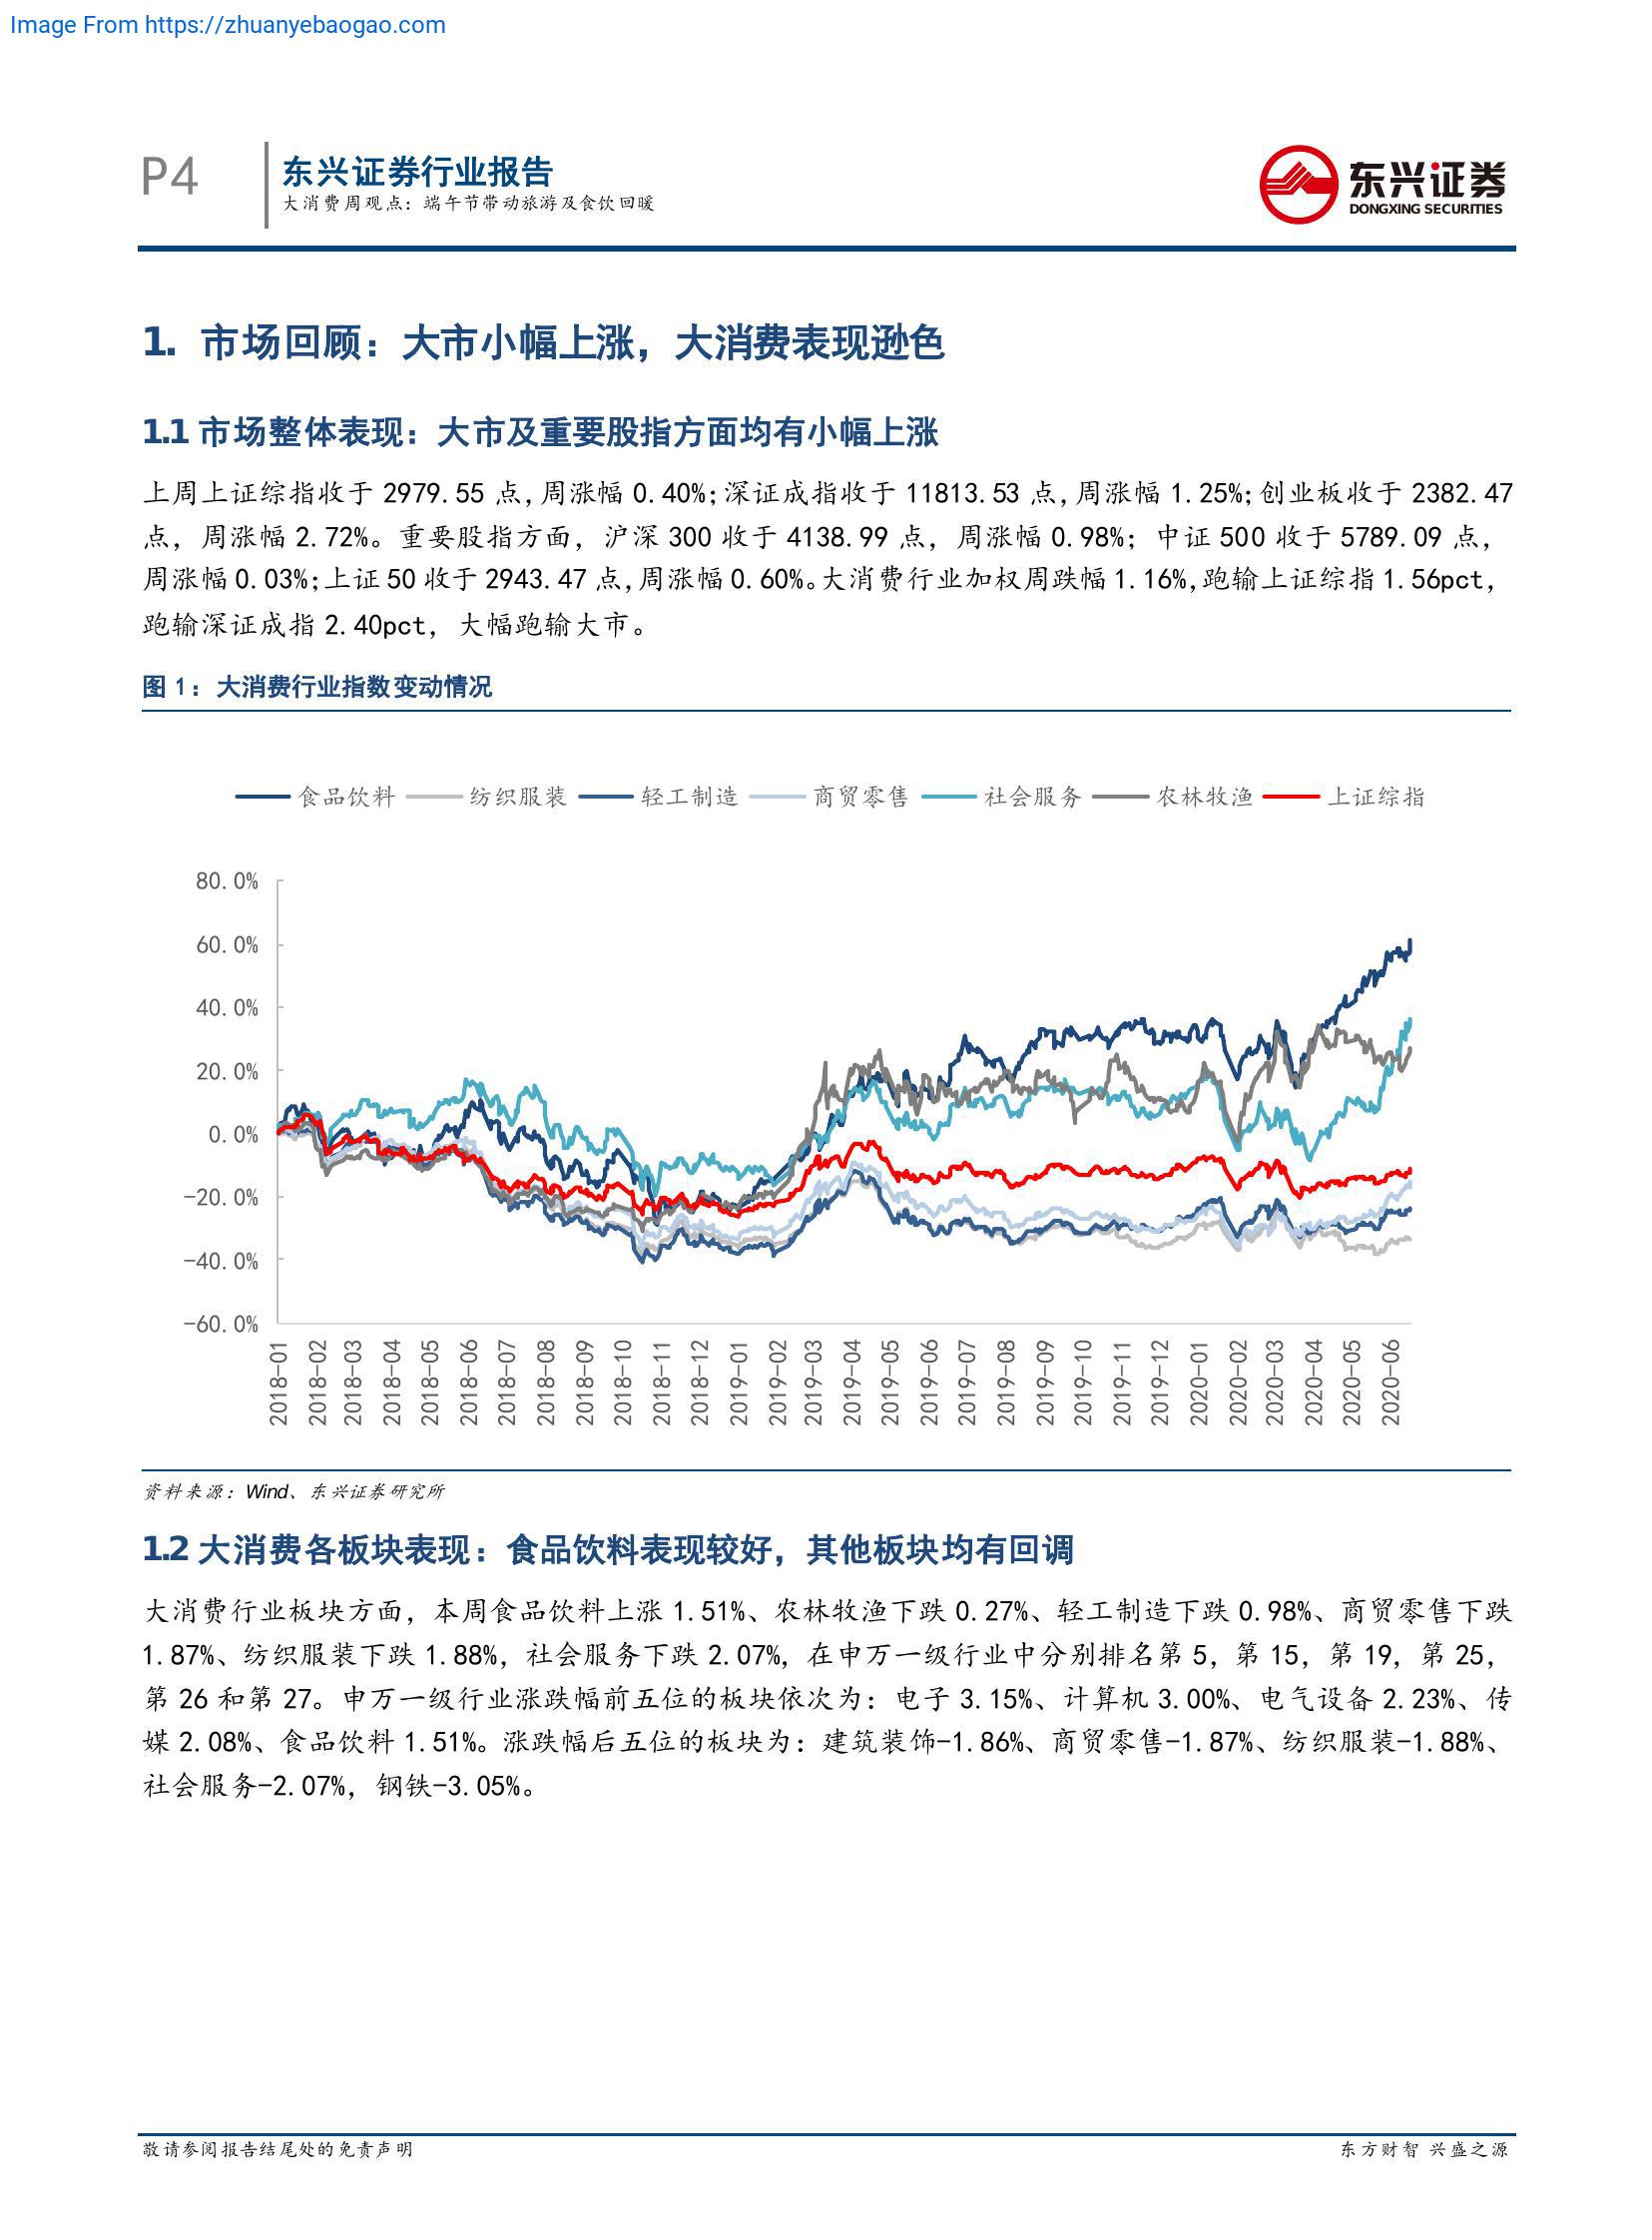 Image From https://zhuanyebaogao.com
P4
东兴证券行业报告
大消费周观点：端午节带动旅游及食饮回暖
东兴证券
DONGXING SECURITIES
1. 市场回顾：大市小幅上涨，大消费表现逊色
1.1 市场整体表现：大市及重要股指方面均有小幅上涨
上周上证综指收于 2979.55 点,周涨幅 0.40%;深证成指收于 11813.53 点,周涨幅 1.25%;创业板收于 2382.47
点，周涨幅 2.72%。重要股指方面，沪深 300 收于 4138.99 点，周涨幅 0.98%；中证 500 收于 5789.09 点，
周涨幅 0.03%;上证 50 收于 2943.47 点,周涨幅 0.60%。大消费行业加权周跌幅 1.16%,跑输上证综指 1.56pct，
跑输深证成指 2.40pct，大幅跑输大市。
图 1：大消费行业指数变动情况
食品饮料 纺织服装 轻工制造 商贸零售 社会服务 农林牧渔 上证综指
80.0%
60.0%
40.0%
20.0%
0.0%
-20.0%
-40.0%
-60.0%
2018-01 2018-02 2018-03 2018-04 2018-05 2018-06 2018-07 2018-08 2018-09 2018-10 2018-11 2018-12 2019-01 2019-02 2019-03 2019-04 2019-05 2019-06 2019-07 2019-08 2019-09 2019-10 2019-11 2019-12 2020-01 2020-02 2020-03 2020-04 2020-05 2020-06
资料来源：Wind、东兴证券研究所
1.2 大消费各板块表现：食品饮料表现较好，其他板块均有回调
大消费行业板块方面，本周食品饮料上涨 1.51%、农林牧渔下跌 0.27%、轻工制造下跌 0.98%、商贸零售下跌
1.87%、纺织服装下跌 1.88%，社会服务下跌 2.07%，在申万一级行业中分别排名第 5，第 15，第 19，第 25，
第 26 和第 27。申万一级行业涨跌幅前五位的板块依次为：电子 3.15%、计算机 3.00%、电气设备 2.23%、传
媒 2.08%、食品饮料 1.51%。涨跌幅后五位的板块为：建筑装饰-1.86%、商贸零售-1.87%、纺织服装-1.88%、
社会服务-2.07%，钢铁-3.05%。
敬请参阅报告结尾处的免责声明
东方财智 兴盛之源